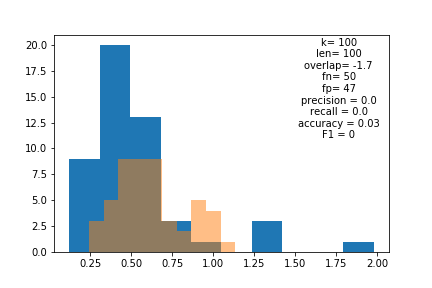 k= 100
len= 100
overlap= -1.7
fn= 50
fp= 47
precision = 0.0
recall = 0.0
accuracy = 0.03
F1 = 0
20.0
17.5
15.0
12.5
10.0
7.5
5.0
2.5
0.0
0.25 0.50 0.75 1.00 1.25 1.50 1.75 2.00